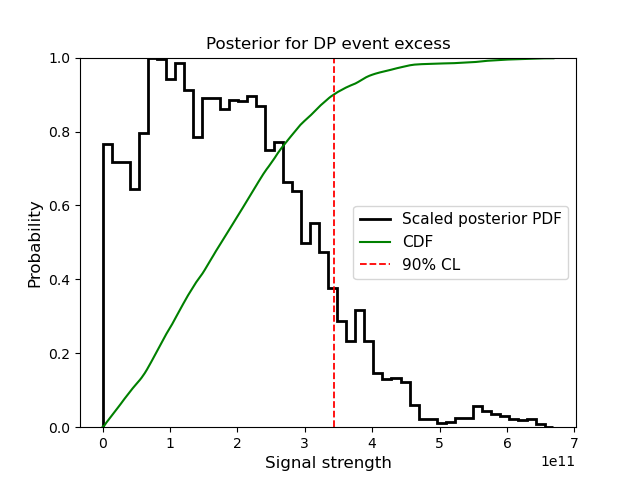 Posterior for DP event excess
Probability
1.0
0.8
0.6
0.4
0.2
0.0
Scaled posterior PDF
CDF
90% CL
0 1 2 3 4 5 6 7
1e11
Signal strength